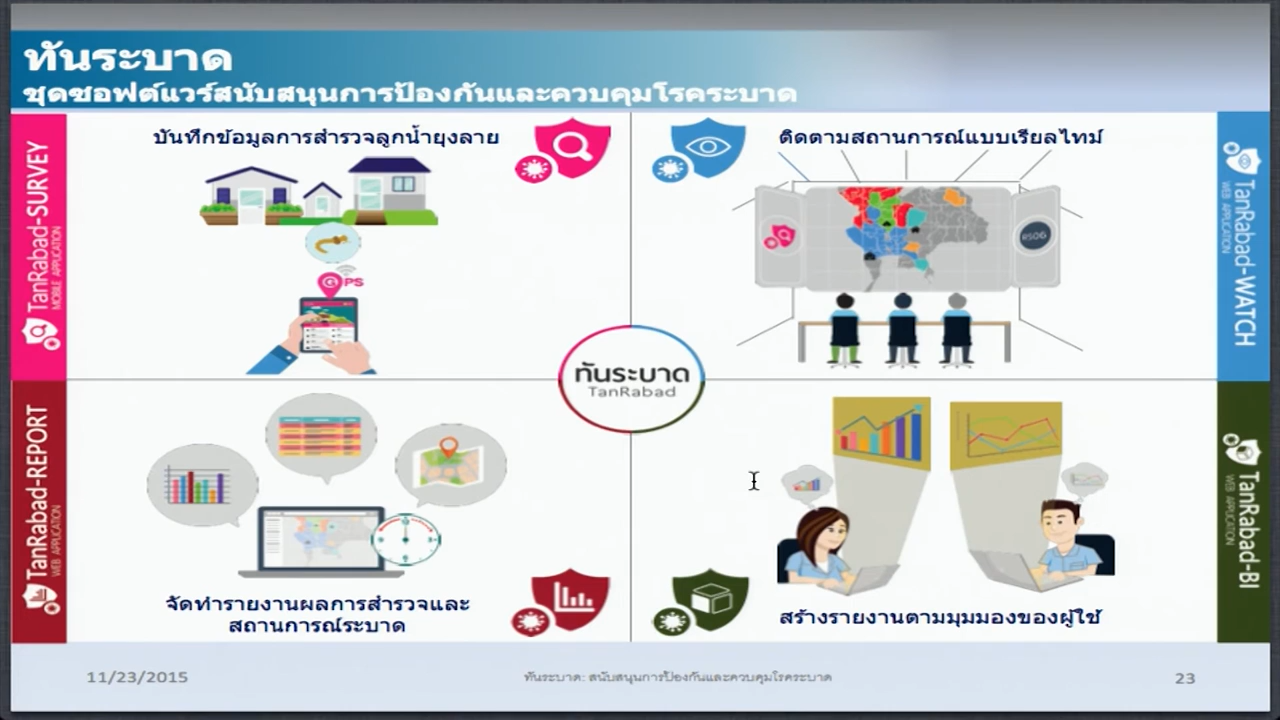 ทันระบาด
ชุดซอฟต์แวร์สนับสนุนการป้องกันและควบคุมโรคระบาด
TanRabad-SURVEY
MOBILE APPLICATION
บันทึกข้อมูลการสำรวจลูกน้ำยุงลาย
GPS
ติดตามสถานการณ์แบบเรียลไทม์
RSOG
TanRabad-WATCH
WEB APPLICATION
ทันระบาด
TanRabad
TanRabad-REPORT
WEB APPLICATION
จัดทำรายงานผลการสำรวจและ
สถานการณ์ระบาด
สร้างรายงานตามมุมมองของผู้ใช้
TanRabad-BI
WEB APPLICATION
11/23/2015
ทันระบาด: สนับสนุนการป้องกันและควบคุมโรคระบาด
23